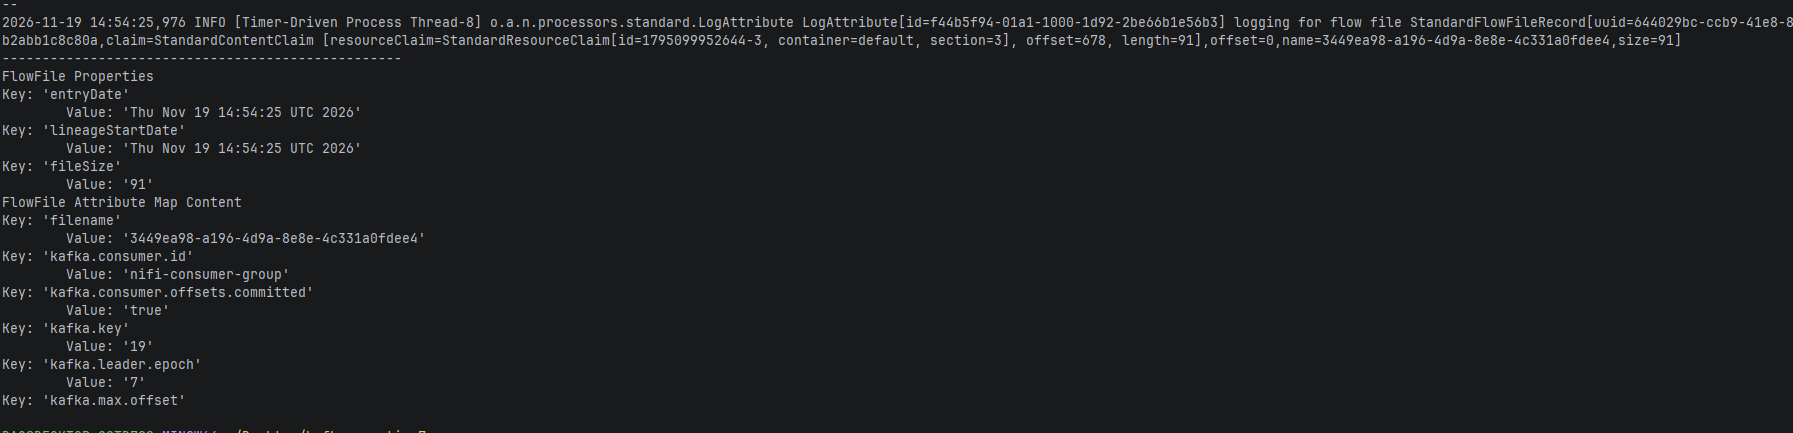 --
2026-11-19 14:54:25,976 INFO [Timer-Driven Process Thread-8] o.a.n.processors.standard.LogAttribute LogAttribute[id=f44b5f94-01a1-1000-1d92-2be66b1e56b3] logging for flow file StandardFlowFileRecord[uuid=644029bc-ccb9-41e8-8
b2abb1c8c80a,claim=StandardContentClaim [resourceClaim=StandardResourceClaim[id=1795099952644-3, container=default, section=3], offset=678, length=91],offset=0,name=3449ea98-a196-4d9a-8e8e-4c331a0fdee4,size=91]
--------------------------------------------------
FlowFile Properties
Key: 'entryDate'
        Value: 'Thu Nov 19 14:54:25 UTC 2026'
Key: 'lineageStartDate'
        Value: 'Thu Nov 19 14:54:25 UTC 2026'
Key: 'fileSize'
        Value: '91'
FlowFile Attribute Map Content
Key: 'filename'
        Value: '3449ea98-a196-4d9a-8e8e-4c331a0fdee4'
Key: 'kafka.consumer.id'
        Value: 'nifi-consumer-group'
Key: 'kafka.consumer.offsets.committed'
        Value: 'true'
Key: 'kafka.key'
        Value: '19'
Key: 'kafka.leader.epoch'
        Value: '7'
Key: 'kafka.max.offset'